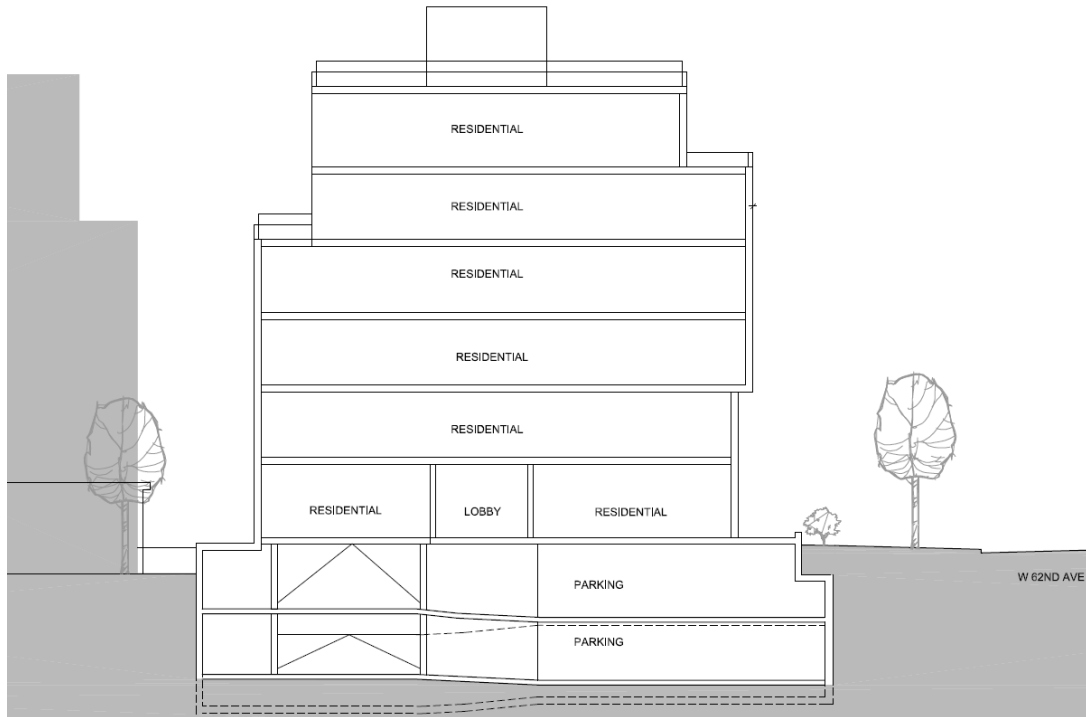 RESIDENTIAL
RESIDENTIAL
RESIDENTIAL
RESIDENTIAL
RESIDENTIAL
RESIDENTIAL LOBBY RESIDENTIAL
PARKING
W 62ND AVE
PARKING